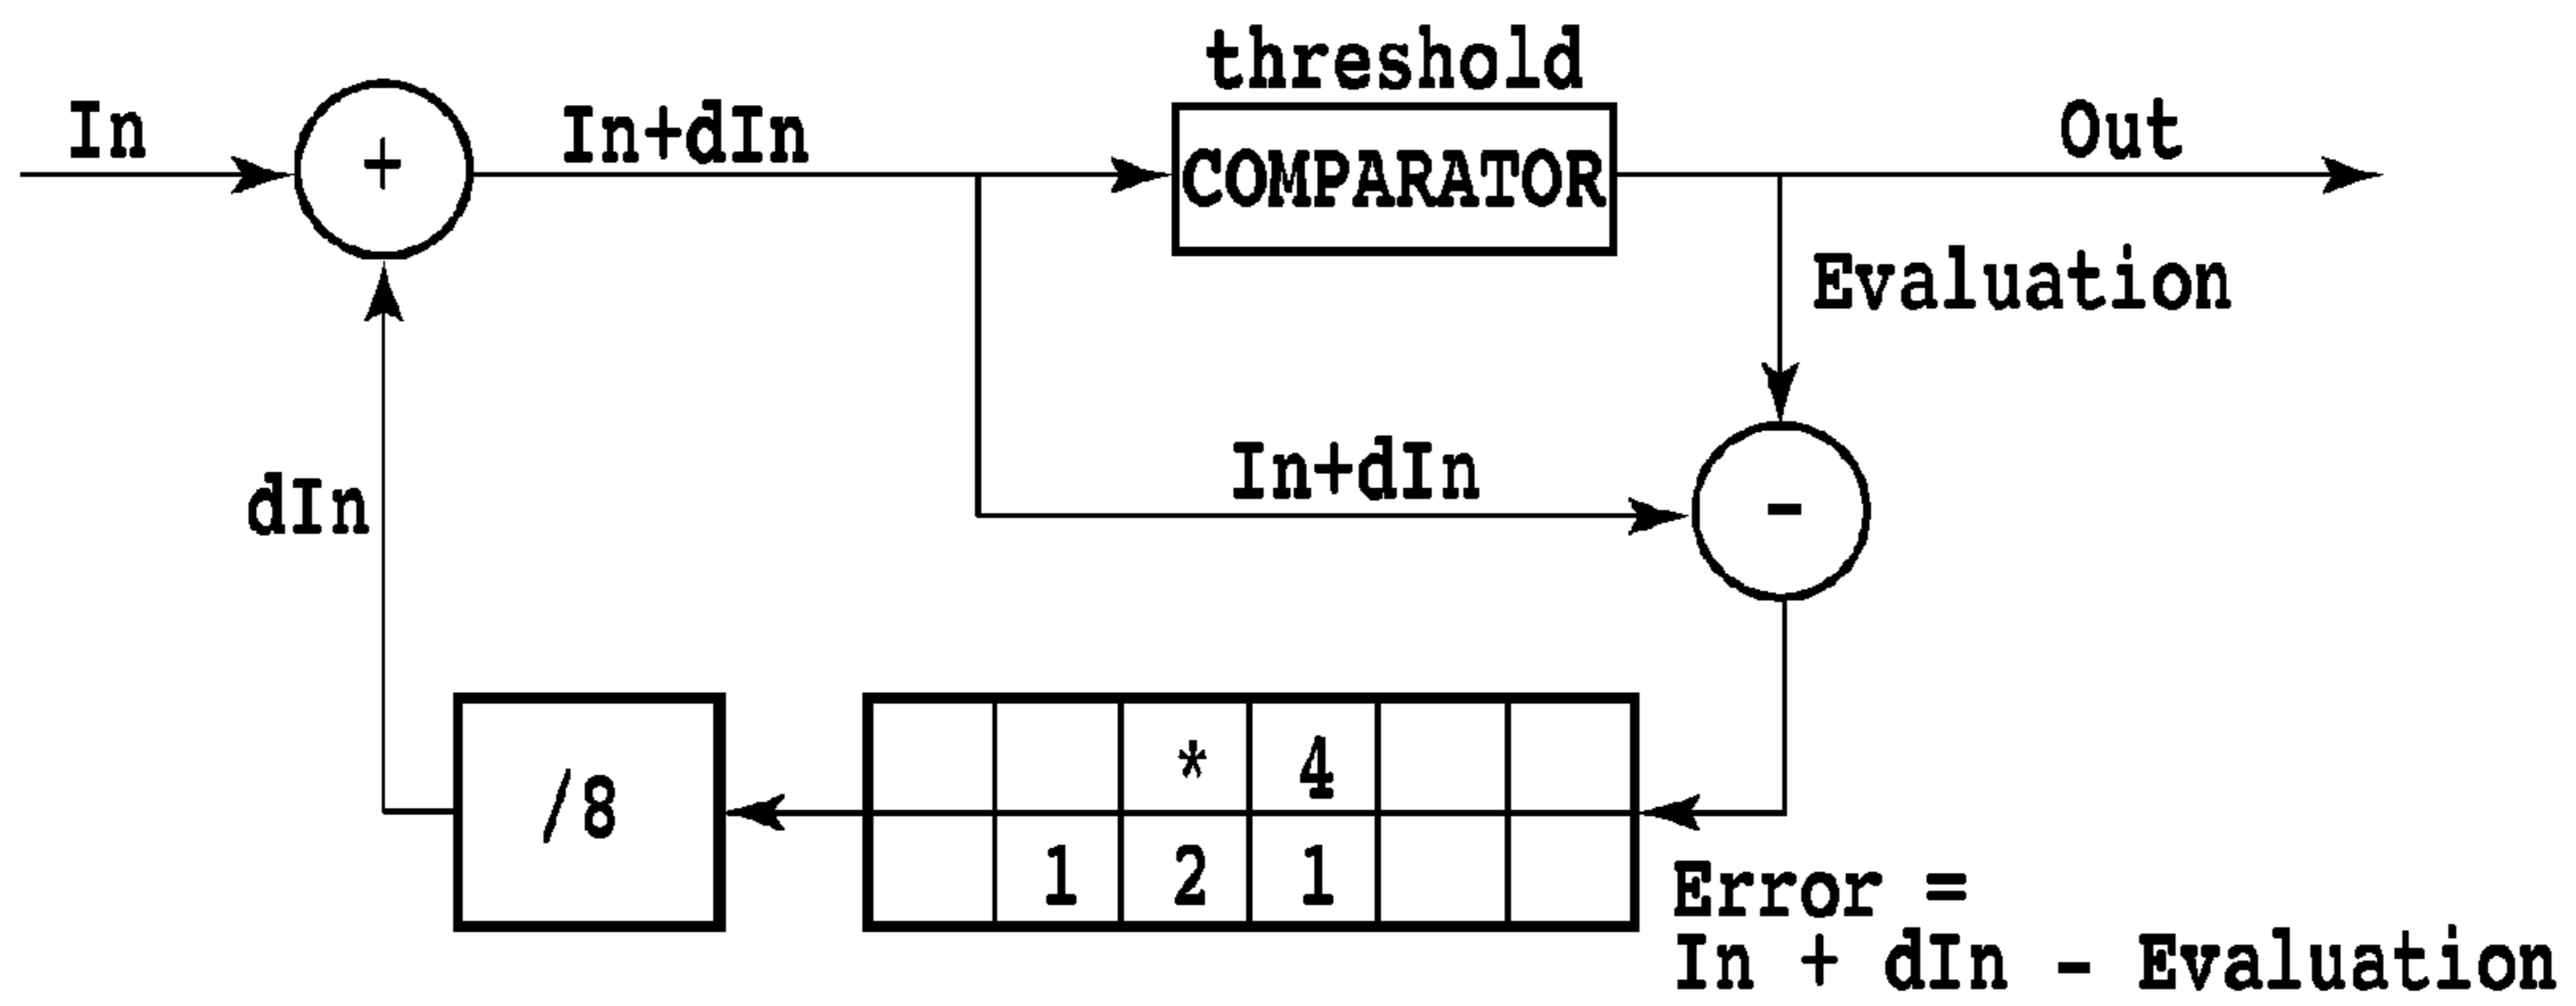 threshold
In
+
In+dIn
COMPARATOR
Out
Evaluation
dIn
In+dIn
-
/8
* 4
1 2 1
Error =
In + dIn - Evaluation